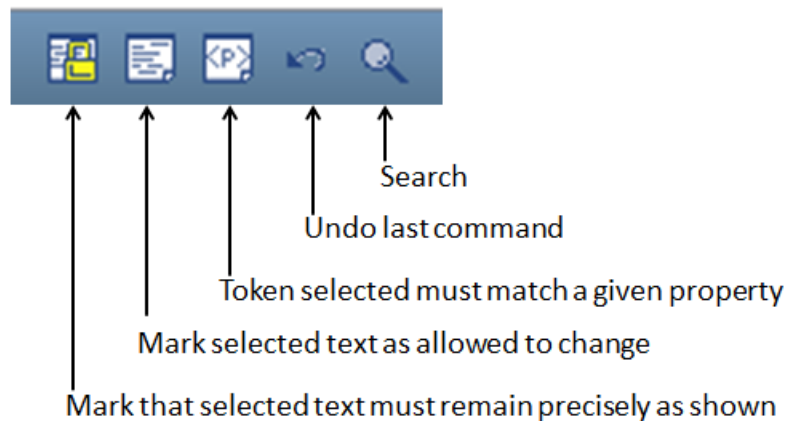 <P>
Search
Undo last command
Token selected must match a given property
Mark selected text as allowed to change
Mark that selected text must remain precisely as shown